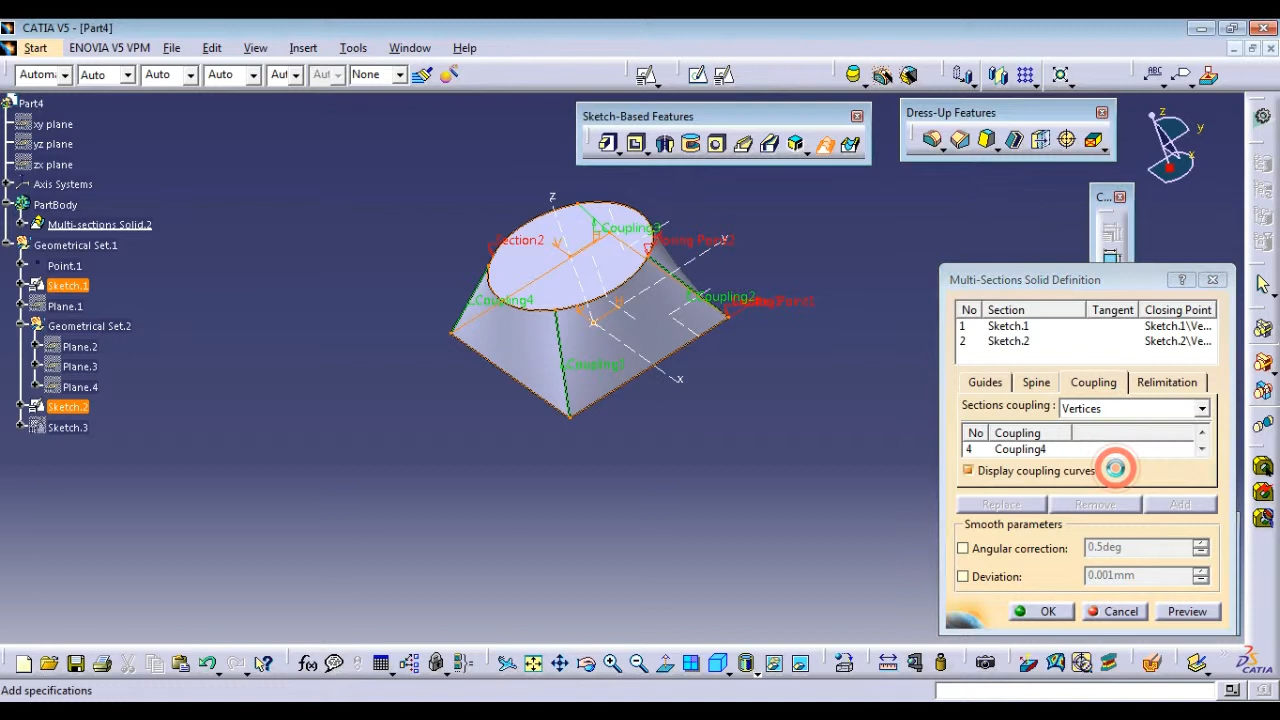 CATIA V5 - [Part4]
Start ENOVIA V5 VPM File Edit View Insert Tools Window Help
Autom Auto Auto Auto Aut Aut None
Sketch-Based Features
Dress-Up Features
Part4
xy plane
yz plane
zx plane
Axis Systems
PartBody
Multi-sections Solid.2
Geometrical Set.1
Point.1
Sketch.1
Plane.1
Geometrical Set.2
Plane.2
Plane.3
Plane.4
Sketch.2
Sketch.3
z
y
x
Section2
Coupling3
Coupling4
Coupling2
z
y
x
C...
Multi-Sections Solid Definition
No Section Tangent Closing Point
1 Sketch.1 Sketch.1\Ve...
2 Sketch.2 Sketch.2\Ve...
Guides Spine Coupling Relimitation
Sections coupling : Vertices
No Coupling
4 Coupling4
Display coupling curves
Replace Remove Add
Smooth parameters
Angular correction: 0.5deg
Deviation: 0.001mm
OK Cancel Preview
f(x)
CATIA
Add specifications